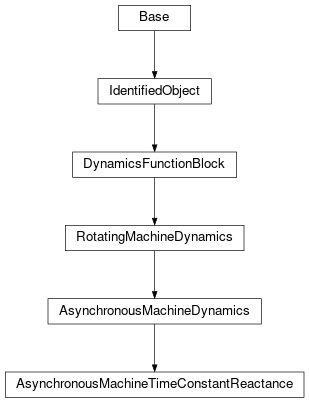 Base
IdentifiedObject
DynamicsFunctionBlock
RotatingMachineDynamics
AsynchronousMachineDynamics
AsynchronousMachineTimeConstantReactance